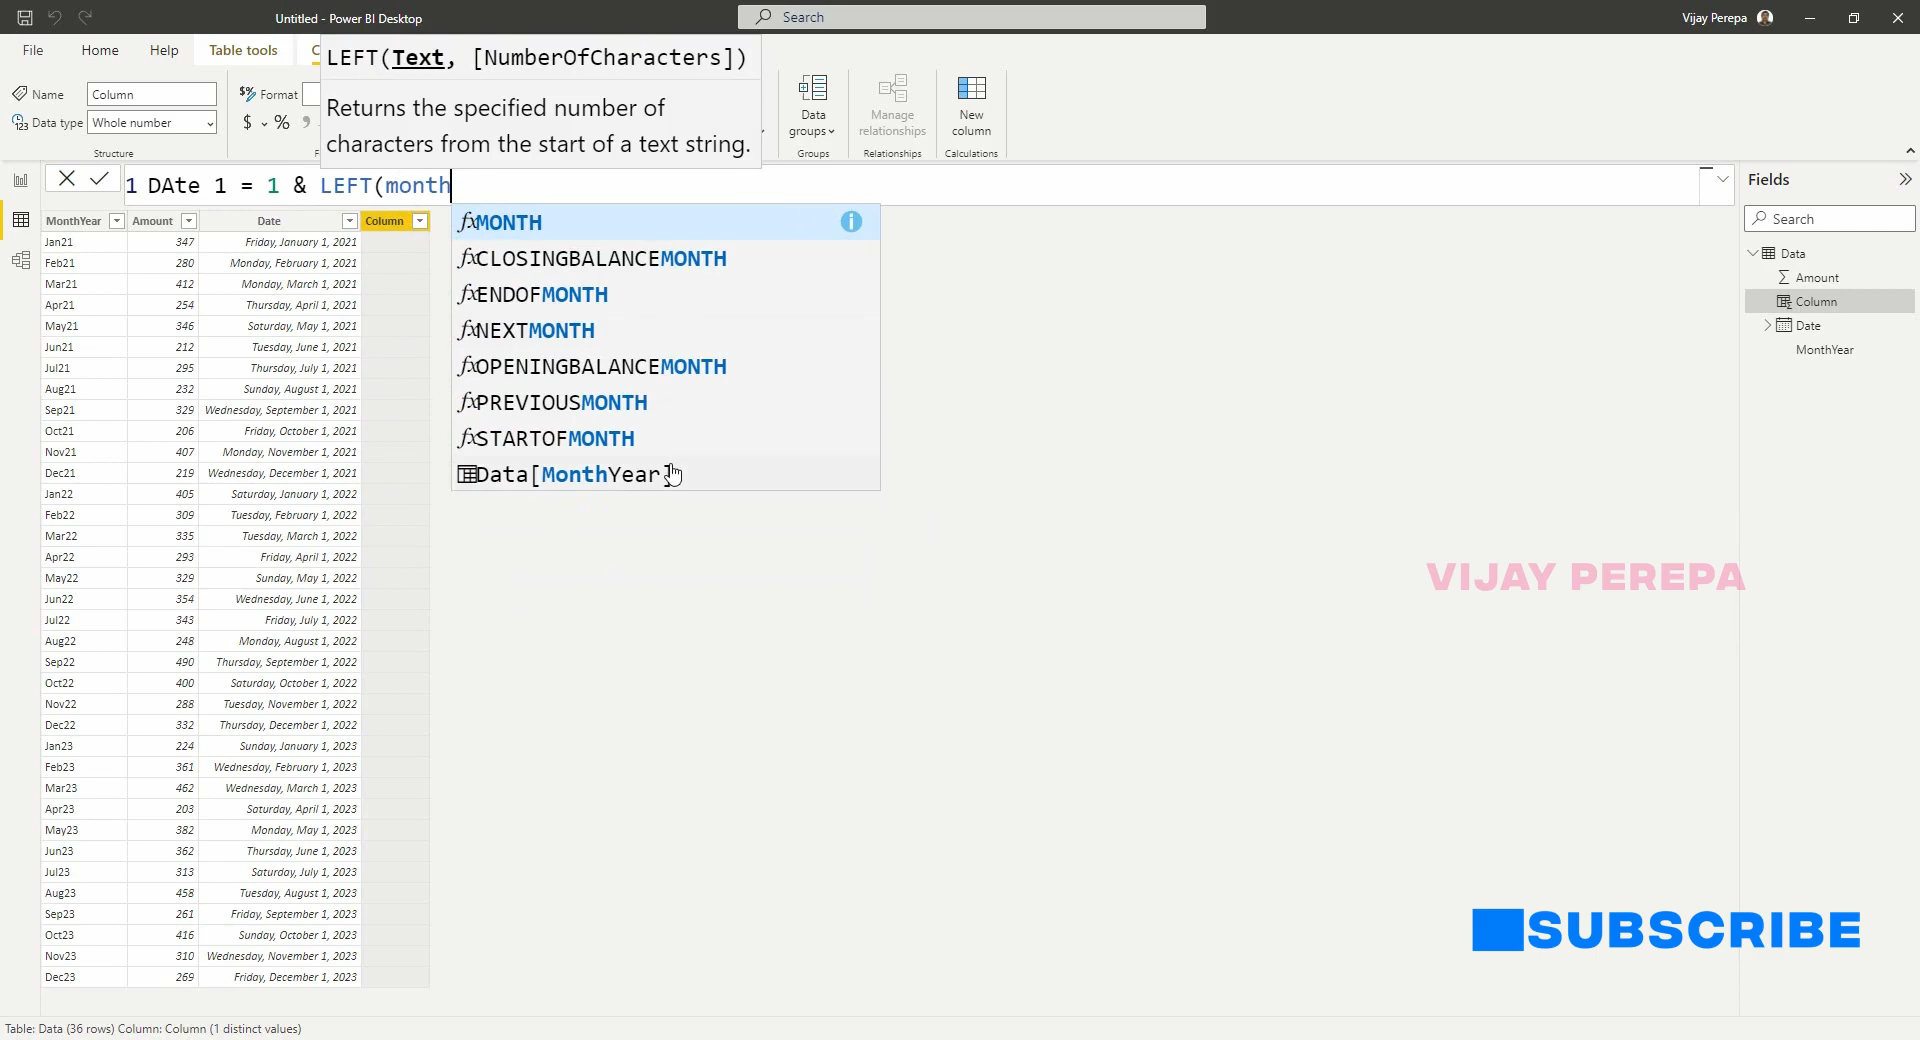 Untitled - Power BI Desktop
Search
Vijay Perepa
File
Home
Help
Table tools
C
LEFT(Text, [NumberOfCharacters])
Returns the specified number of
characters from the start of a text string.
Name
Column
Data type
Whole number
Structure
Format
$
%
Data
groups
Groups
Manage
relationships
Relationships
New
column
Calculations
1 DAte 1 = 1 & LEFT(month
MONTH
CLOSINGBALANCEMONTH
ENDOFMONTH
NEXTMONTH
OPENINGBALANCEMONTH
PREVIOUSMONTH
STARTOFMONTH
Data[MonthYear]
MonthYear Amount Date Column
Jan21 347 Friday, January 1, 2021
Feb21 280 Monday, February 1, 2021
Mar21 412 Monday, March 1, 2021
Apr21 254 Thursday, April 1, 2021
May21 346 Saturday, May 1, 2021
Jun21 212 Tuesday, June 1, 2021
Jul21 295 Thursday, July 1, 2021
Aug21 232 Sunday, August 1, 2021
Sep21 329 Wednesday, September 1, 2021
Oct21 206 Friday, October 1, 2021
Nov21 407 Monday, November 1, 2021
Dec21 219 Wednesday, December 1, 2021
Jan22 405 Saturday, January 1, 2022
Feb22 309 Tuesday, February 1, 2022
Mar22 335 Tuesday, March 1, 2022
Apr22 293 Friday, April 1, 2022
May22 329 Sunday, May 1, 2022
Jun22 354 Wednesday, June 1, 2022
Jul22 343 Friday, July 1, 2022
Aug22 248 Monday, August 1, 2022
Sep22 490 Thursday, September 1, 2022
Oct22 400 Saturday, October 1, 2022
Nov22 288 Tuesday, November 1, 2022
Dec22 332 Thursday, December 1, 2022
Jan23 224 Sunday, January 1, 2023
Feb23 361 Wednesday, February 1, 2023
Mar23 462 Wednesday, March 1, 2023
Apr23 203 Saturday, April 1, 2023
May23 382 Monday, May 1, 2023
Jun23 362 Thursday, June 1, 2023
Jul23 313 Saturday, July 1, 2023
Aug23 458 Tuesday, August 1, 2023
Sep23 261 Friday, September 1, 2023
Oct23 416 Sunday, October 1, 2023
Nov23 310 Wednesday, November 1, 2023
Dec23 269 Friday, December 1, 2023
Fields
Search
Data
Amount
Column
Date
MonthYear
VIJAY PEREPA
SUBSCRIBE
Table: Data (36 rows) Column: Column (1 distinct values)